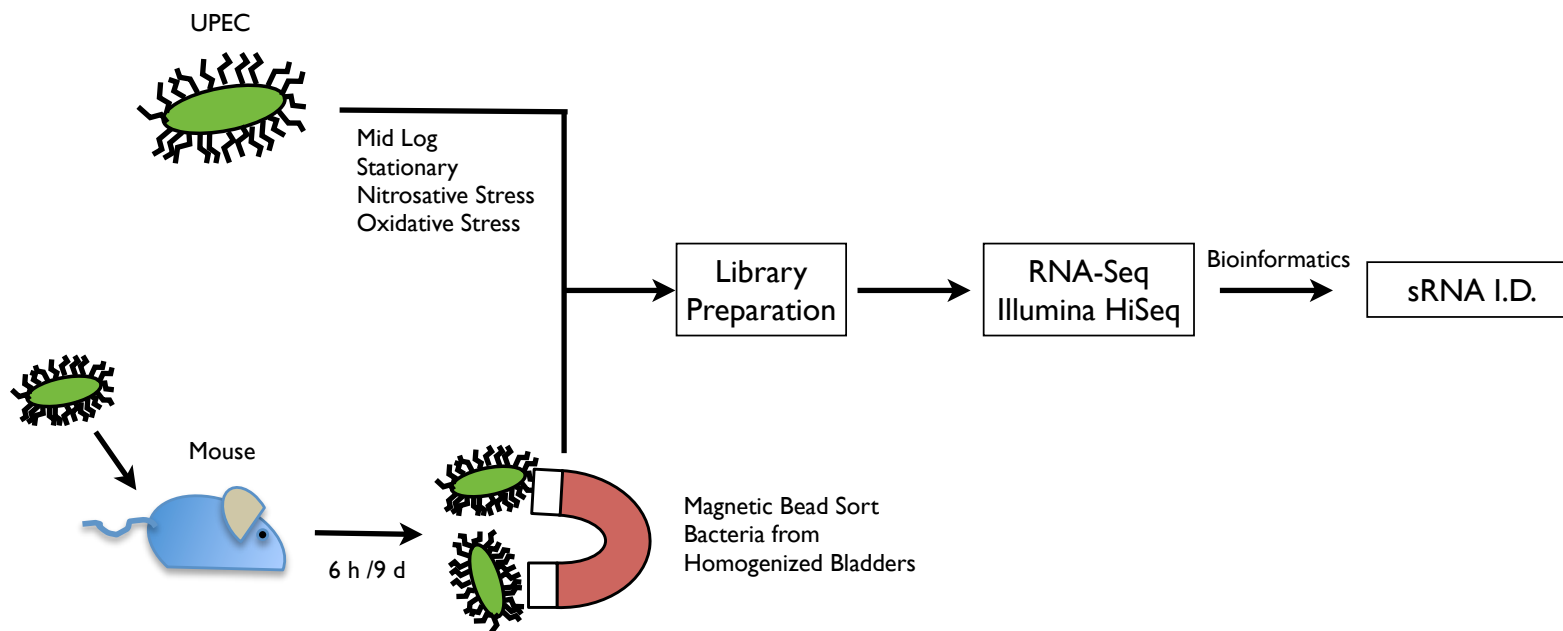 UPEC
Mid Log
Stationary
Nitrosative Stress
Oxidative Stress
Library
Preparation
RNA-Seq
Illumina HiSeq
Bioinformatics
sRNA I.D.
Mouse
6 h /9 d
Magnetic Bead Sort
Bacteria from
Homogenized Bladders